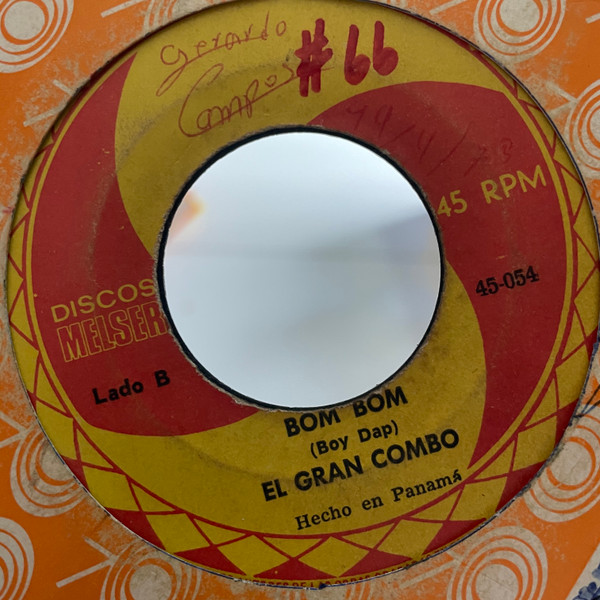 Gerardo
Campos
#66
45 RPM
DISCOS
MELSER
45-054
Lado B
BOM BOM
(Boy Dap)
EL GRAN COMBO
Hecho en Panamá